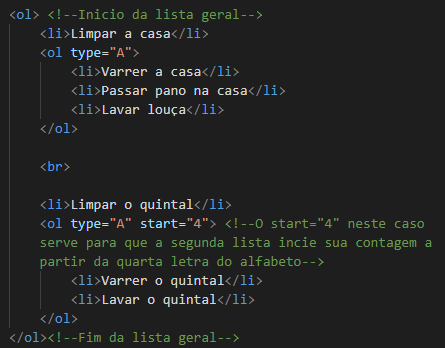 <ol> <!--Inicio da lista geral-->
<li>Limpar a casa</li>
<ol type="A">
<li>Varrer a casa</li>
<li>Passar pano na casa</li>
<li>Lavar louça</li>
</ol>
<br>
<li>Limpar o quintal</li>
<ol type="A" start="4"> <!--O start="4" neste caso
serve para que a segunda lista incie sua contagem a
partir da quarta letra do alfabeto-->
<li>Varrer o quintal</li>
<li>Lavar o quintal</li>
</ol>
</ol><!--Fim da lista geral-->